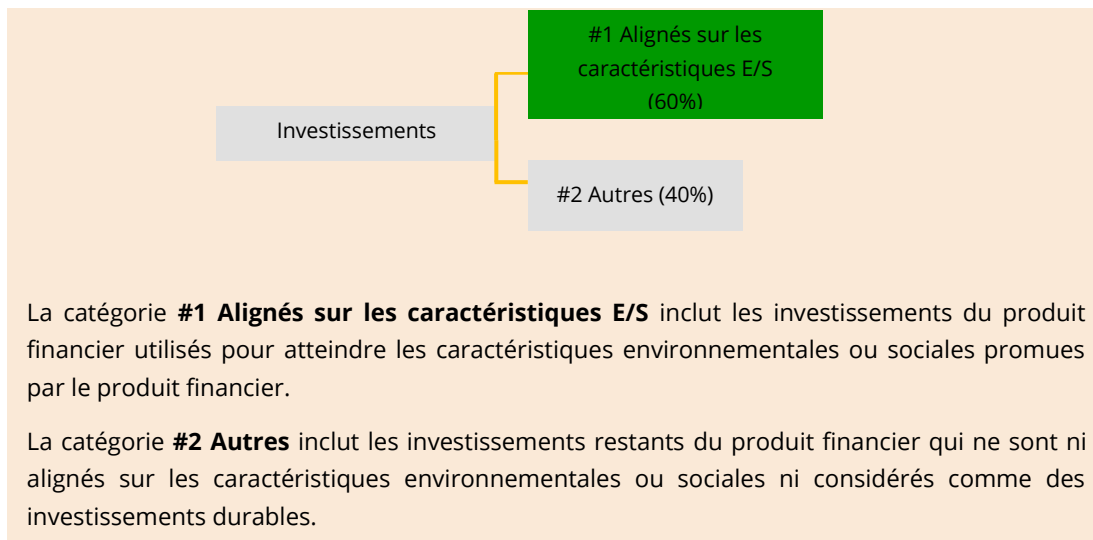 #1 Alignés sur les
caractéristiques E/S
(60%)
Investissements
#2 Autres (40%)
La catégorie #1 Alignés sur les caractéristiques E/S inclut les investissements du produit
financier utilisés pour atteindre les caractéristiques environnementales ou sociales promues
par le produit financier.
La catégorie #2 Autres inclut les investissements restants du produit financier qui ne sont ni
alignés sur les caractéristiques environnementales ou sociales ni considérés comme des
investissements durables.